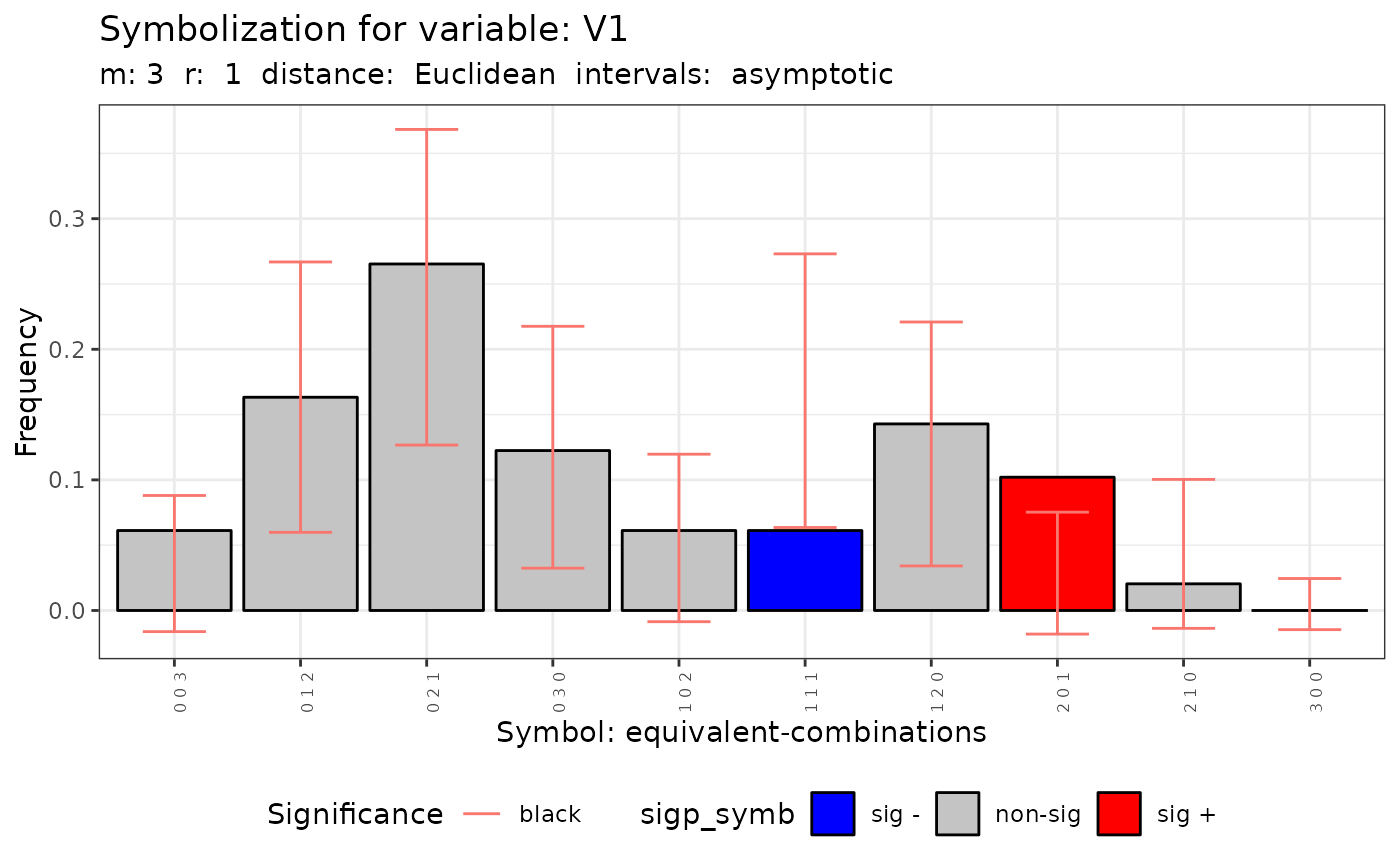 Symbolization for variable: V1
m: 3  r:  1  distance:  Euclidean  intervals:  asymptotic
Frequency
0.3
0.2
0.1
0.0
0 0 3
0 1 2
0 2 1
0 3 0
1 0 2
1 1 1
1 2 0
2 0 1
2 1 0
3 0 0
Symbol: equivalent-combinations
Significance black sigp_symb sig - non-sig sig +